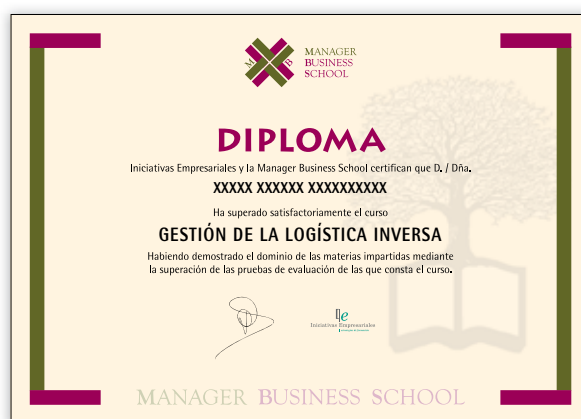 M B
MANAGER
BUSINESS
SCHOOL
DIPLOMA
Iniciativas Empresariales y la Manager Business School certifican que D. / Dña.
XXXXX XXXXXX XXXXXXXXXX
Ha superado satisfactoriamente el curso
GESTIÓN DE LA LOGÍSTICA INVERSA
Habiendo demostrado el dominio de las materias impartidas mediante
la superación de las pruebas de evaluación de las que consta el curso.
Ie
Iniciativas Empresariales
MANAGER BUSINESS SCHOOL